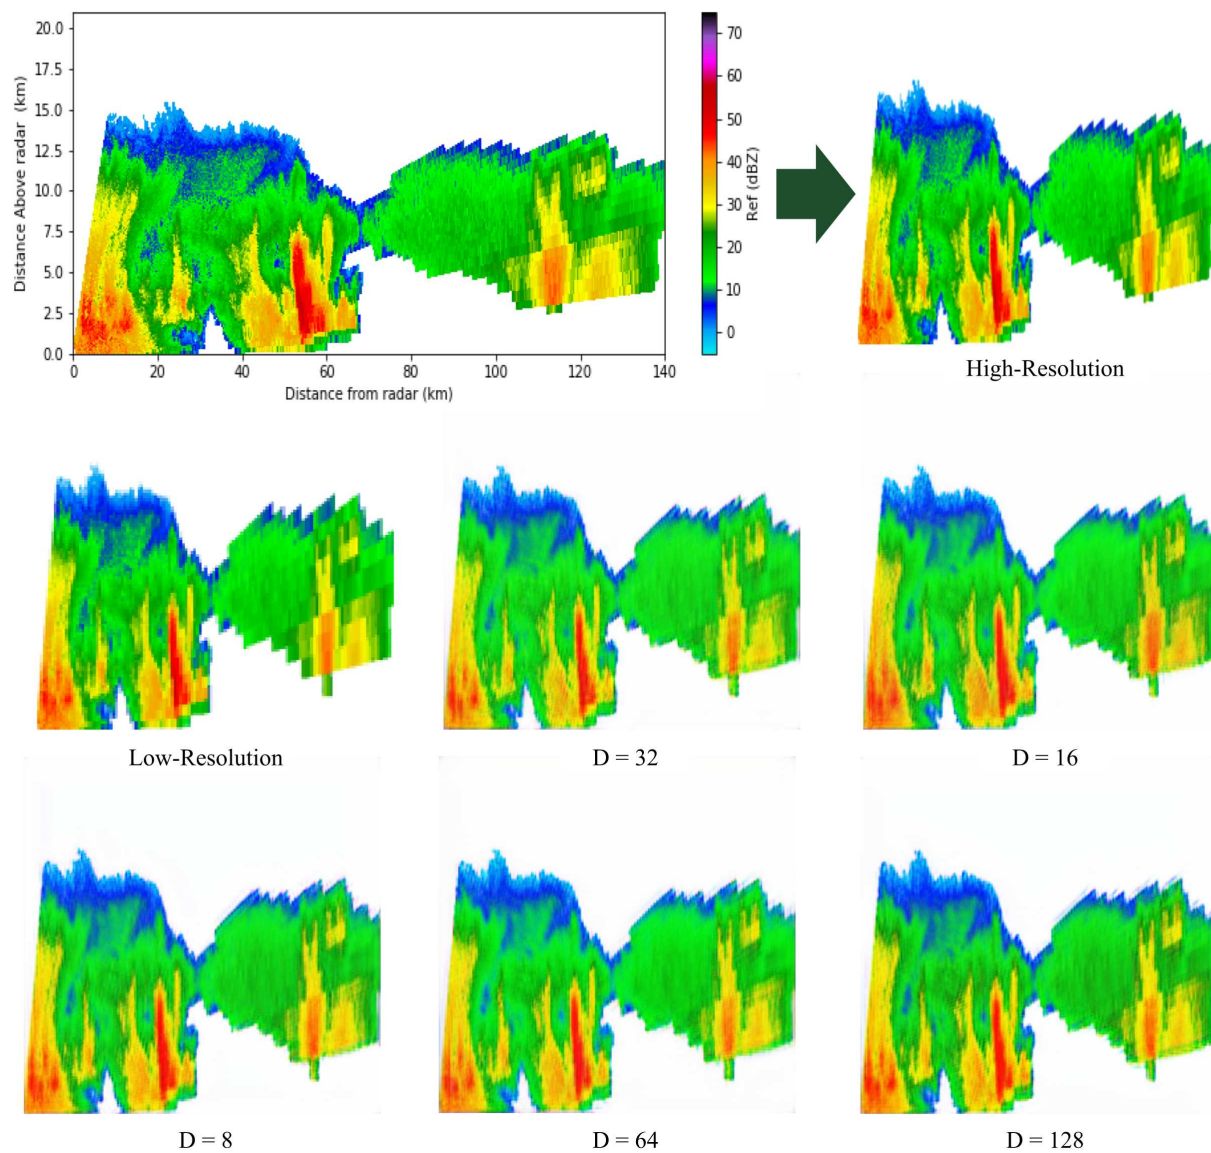 20.0
17.5
15.0
12.5
10.0
7.5
5.0
2.5
0.0
Distance Above radar (km)
0 20 40 60 80 100 120 140
Distance from radar (km)
70
60
50
40
30
20
10
0
Ref (dBZ)
High-Resolution
Low-Resolution
D = 32
D = 16
D = 8
D = 64
D = 128